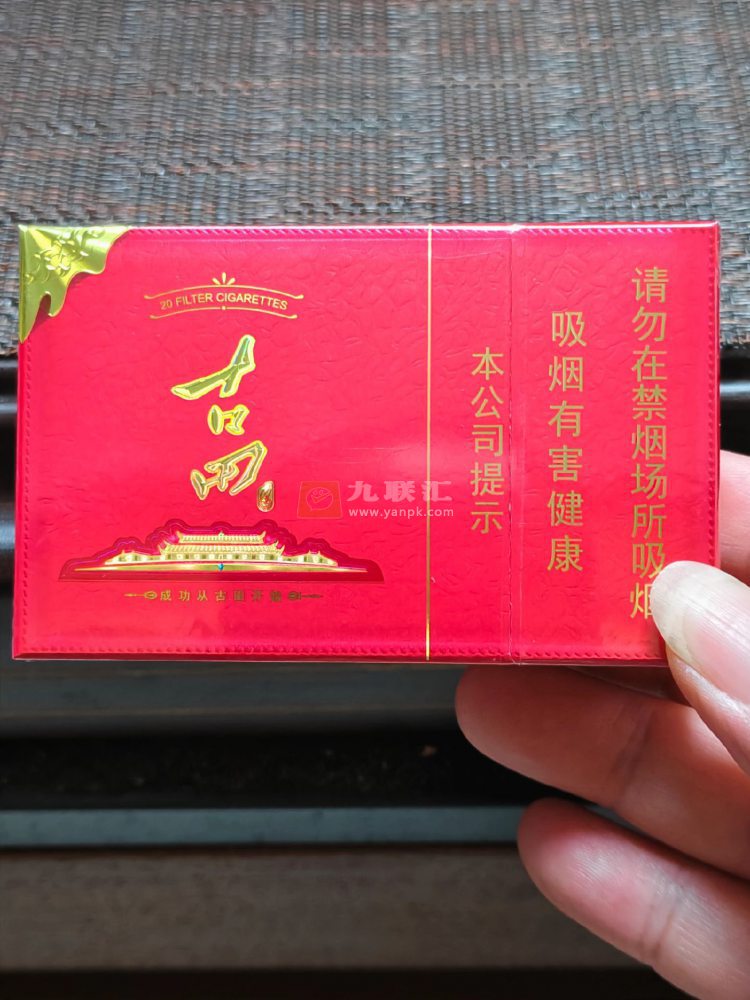 20 FILTER CIGARETTES
古田
成功从古田开始
本公司提示
吸烟有害健康
请勿在禁烟场所吸烟
九联汇
www.yanpk.com